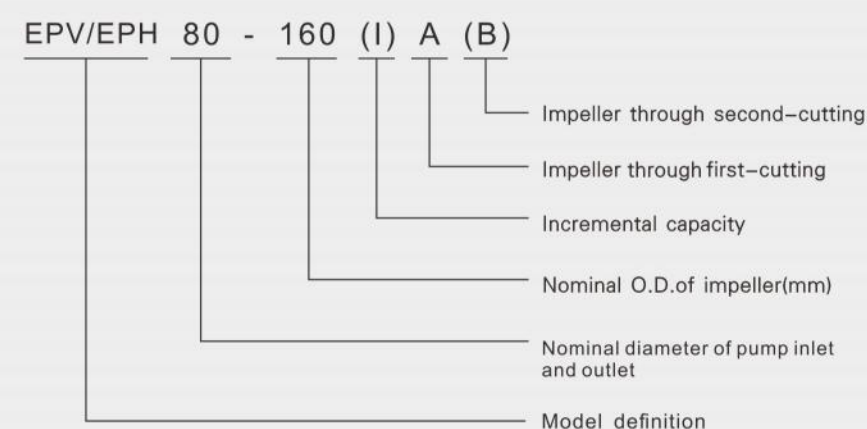 EPV/EPH 80 - 160 (I) A (B)
Impeller through second-cutting
Impeller through first-cutting
Incremental capacity
Nominal O.D.of impeller(mm)
Nominal diameter of pump inlet
and outlet
Model definition